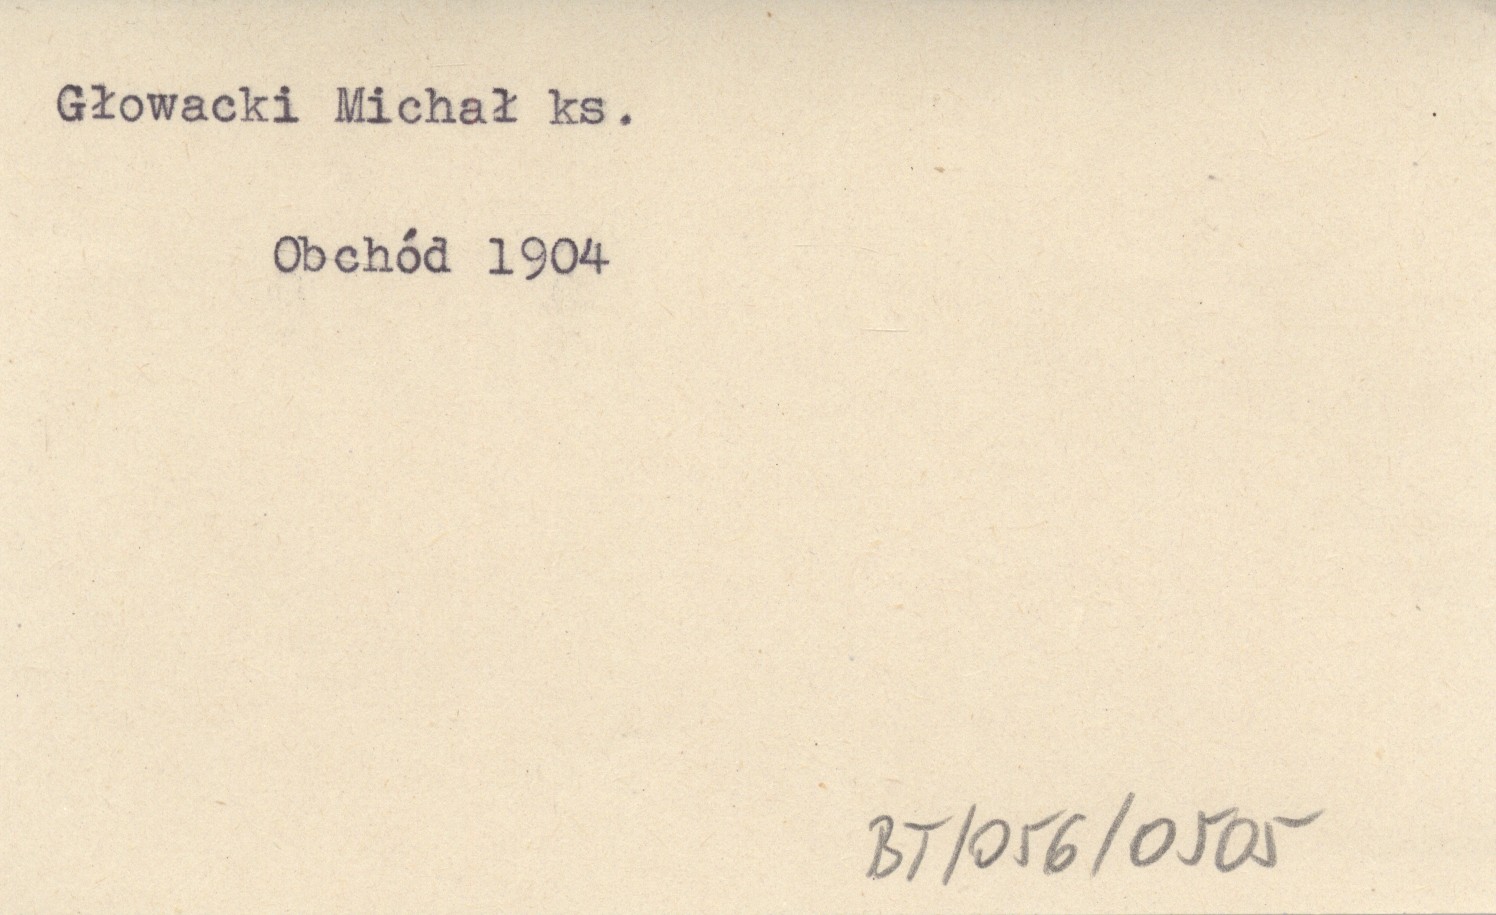 Głowacki Michał ks.
Obchód 1904
BT/056/0505